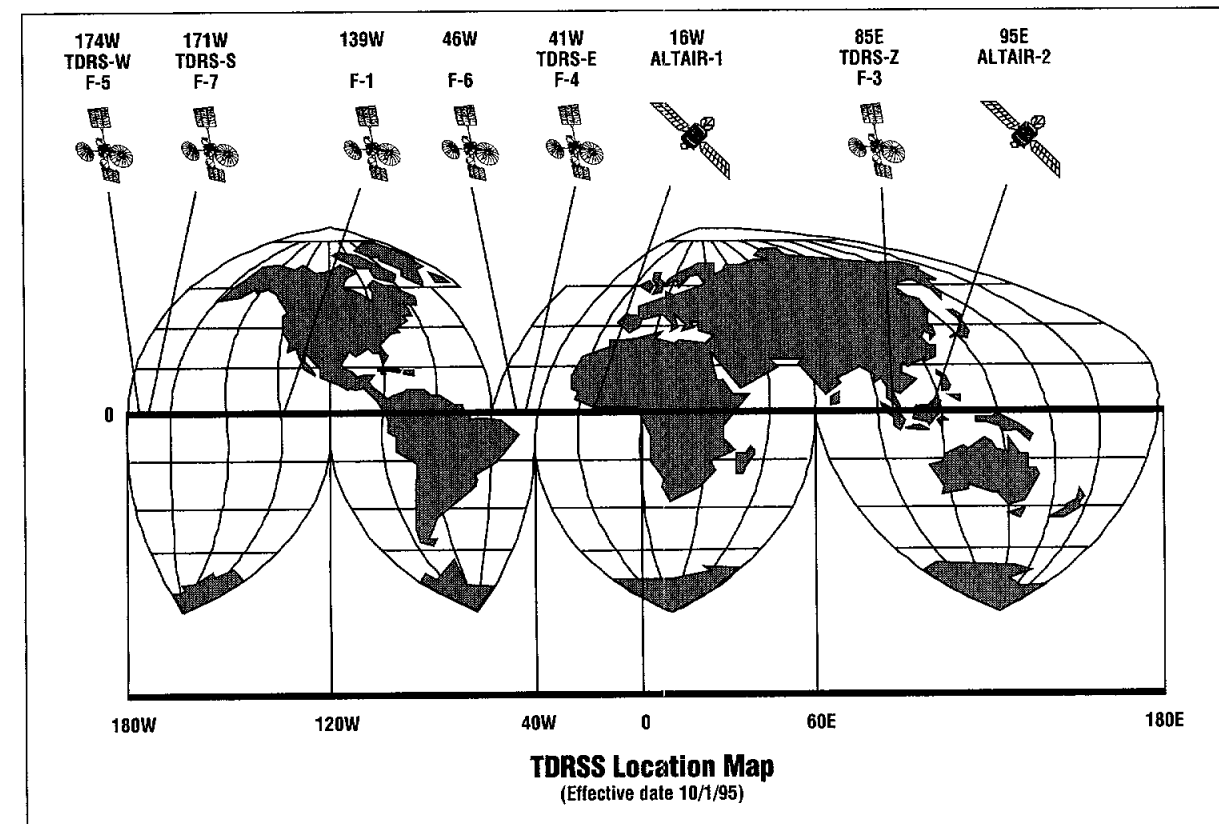 174W
TDRS-W
F-5
171W
TDRS-S
F-7
139W
F-1
46W
F-6
41W
TDRS-E
F-4
16W
ALTAIR-1
85E
TDRS-Z
F-3
95E
ALTAIR-2
0
180W
120W
40W
0
60E
180E
TDRSS Location Map
(Effective date 10/1/95)